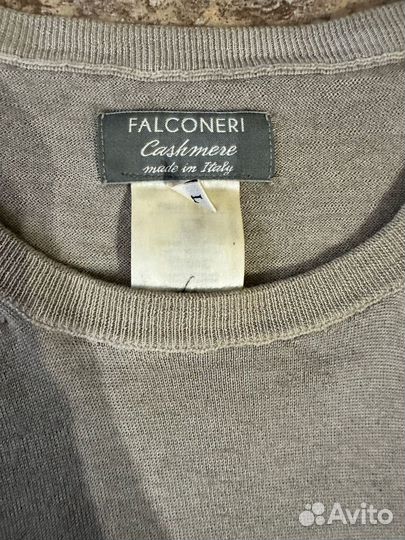 FALCONERI
Cashmere
made in Italy
L
Avito